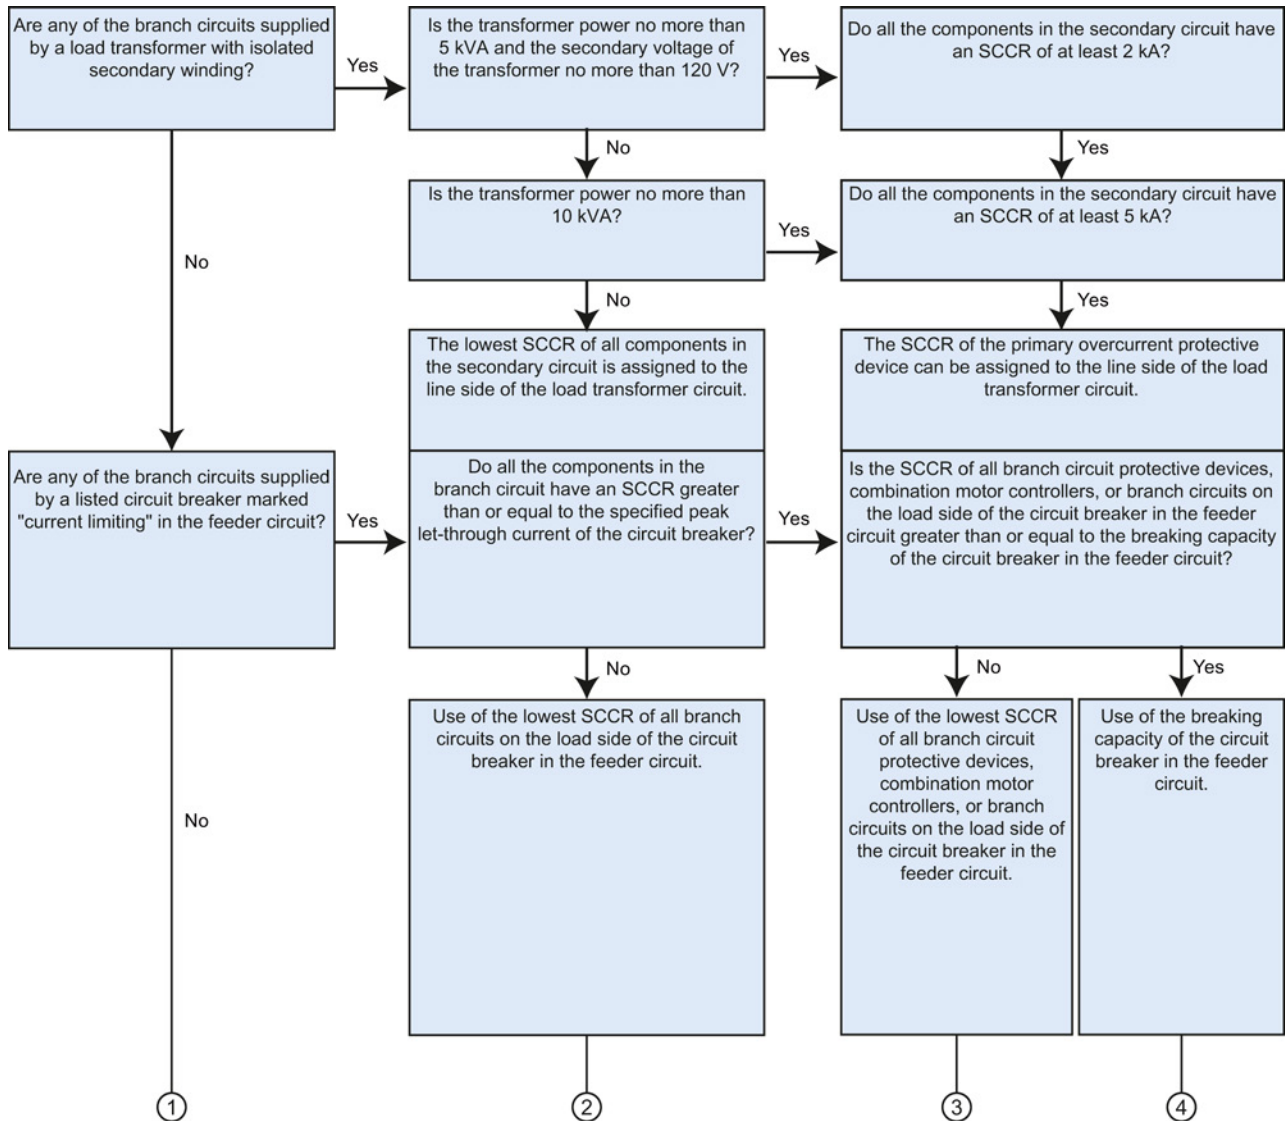 Are any of the branch circuits supplied
by a load transformer with isolated
secondary winding?
Yes
Is the transformer power no more than
5 kVA and the secondary voltage of
the transformer no more than 120 V?
Yes
Do all the components in the secondary circuit have
an SCCR of at least 2 kA?
No
No
Yes
Is the transformer power no more than
10 kVA?
Yes
Do all the components in the secondary circuit have
an SCCR of at least 5 kA?
No
Yes
The lowest SCCR of all components in
the secondary circuit is assigned to the
line side of the load transformer circuit.
The SCCR of the primary overcurrent protective
device can be assigned to the line side of the load
transformer circuit.
Are any of the branch circuits supplied
by a listed circuit breaker marked
"current limiting" in the feeder circuit?
Yes
Do all the components in the
branch circuit have an SCCR greater
than or equal to the specified peak
let-through current of the circuit breaker?
Yes
Is the SCCR of all branch circuit protective devices,
combination motor controllers, or branch circuits on
the load side of the circuit breaker in the feeder
circuit greater than or equal to the breaking capacity
of the circuit breaker in the feeder circuit?
No
No
No
Yes
Use of the lowest SCCR of all branch
circuits on the load side of the circuit
breaker in the feeder circuit.
Use of the lowest SCCR
of all branch circuit
protective devices,
combination motor
controllers, or branch
circuits on the load side of
the circuit breaker in the
feeder circuit.
Use of the breaking
capacity of the circuit
breaker in the feeder
circuit.
1
2
3
4